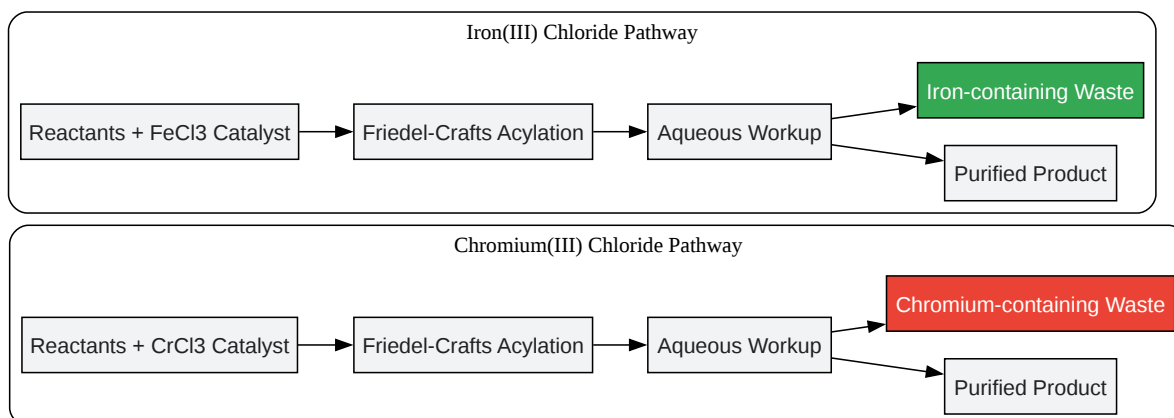 Iron(III) Chloride Pathway
Reactants + FeCl3 Catalyst
Friedel-Crafts Acylation
Aqueous Workup
Iron-containing Waste
Purified Product
Chromium(III) Chloride Pathway
Reactants + CrCl3 Catalyst
Friedel-Crafts Acylation
Aqueous Workup
Chromium-containing Waste
Purified Product